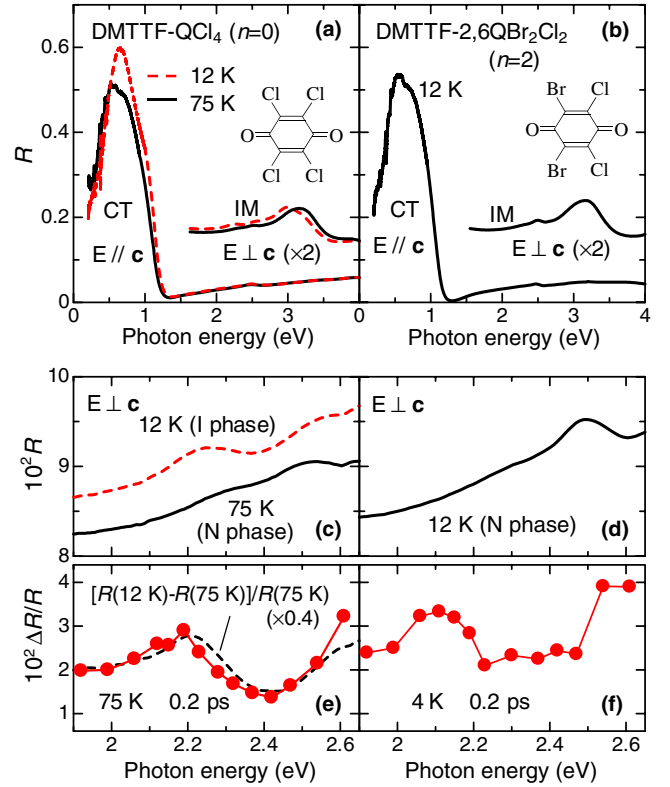 DMTTF-QCl4 (n=0) (a)
12 K
75 K
Cl Cl
O O
Cl Cl
CT
E // c
IM
E ⊥ c (×2)
R
0.6
0.4
0.2
0
0 1 2 3 0
Photon energy (eV)
DMTTF-2,6QBr2Cl2 (b)
(n=2)
12 K
Br Cl
O O
Br Cl
CT
E // c
IM
E ⊥ c (×2)
1 2 3 4
Photon energy (eV)
10
9
8
10² R
E ⊥ c
12 K (I phase)
75 K
(N phase) (c)
E ⊥ c
12 K (N phase) (d)
4
3
2
1
10² ΔR/R
[R(12 K)-R(75 K)]/R(75 K)
(×0.4)
75 K 0.2 ps (e)
2 2.2 2.4 2.6
Photon energy (eV)
4 K 0.2 ps (f)
2 2.2 2.4 2.6
Photon energy (eV)